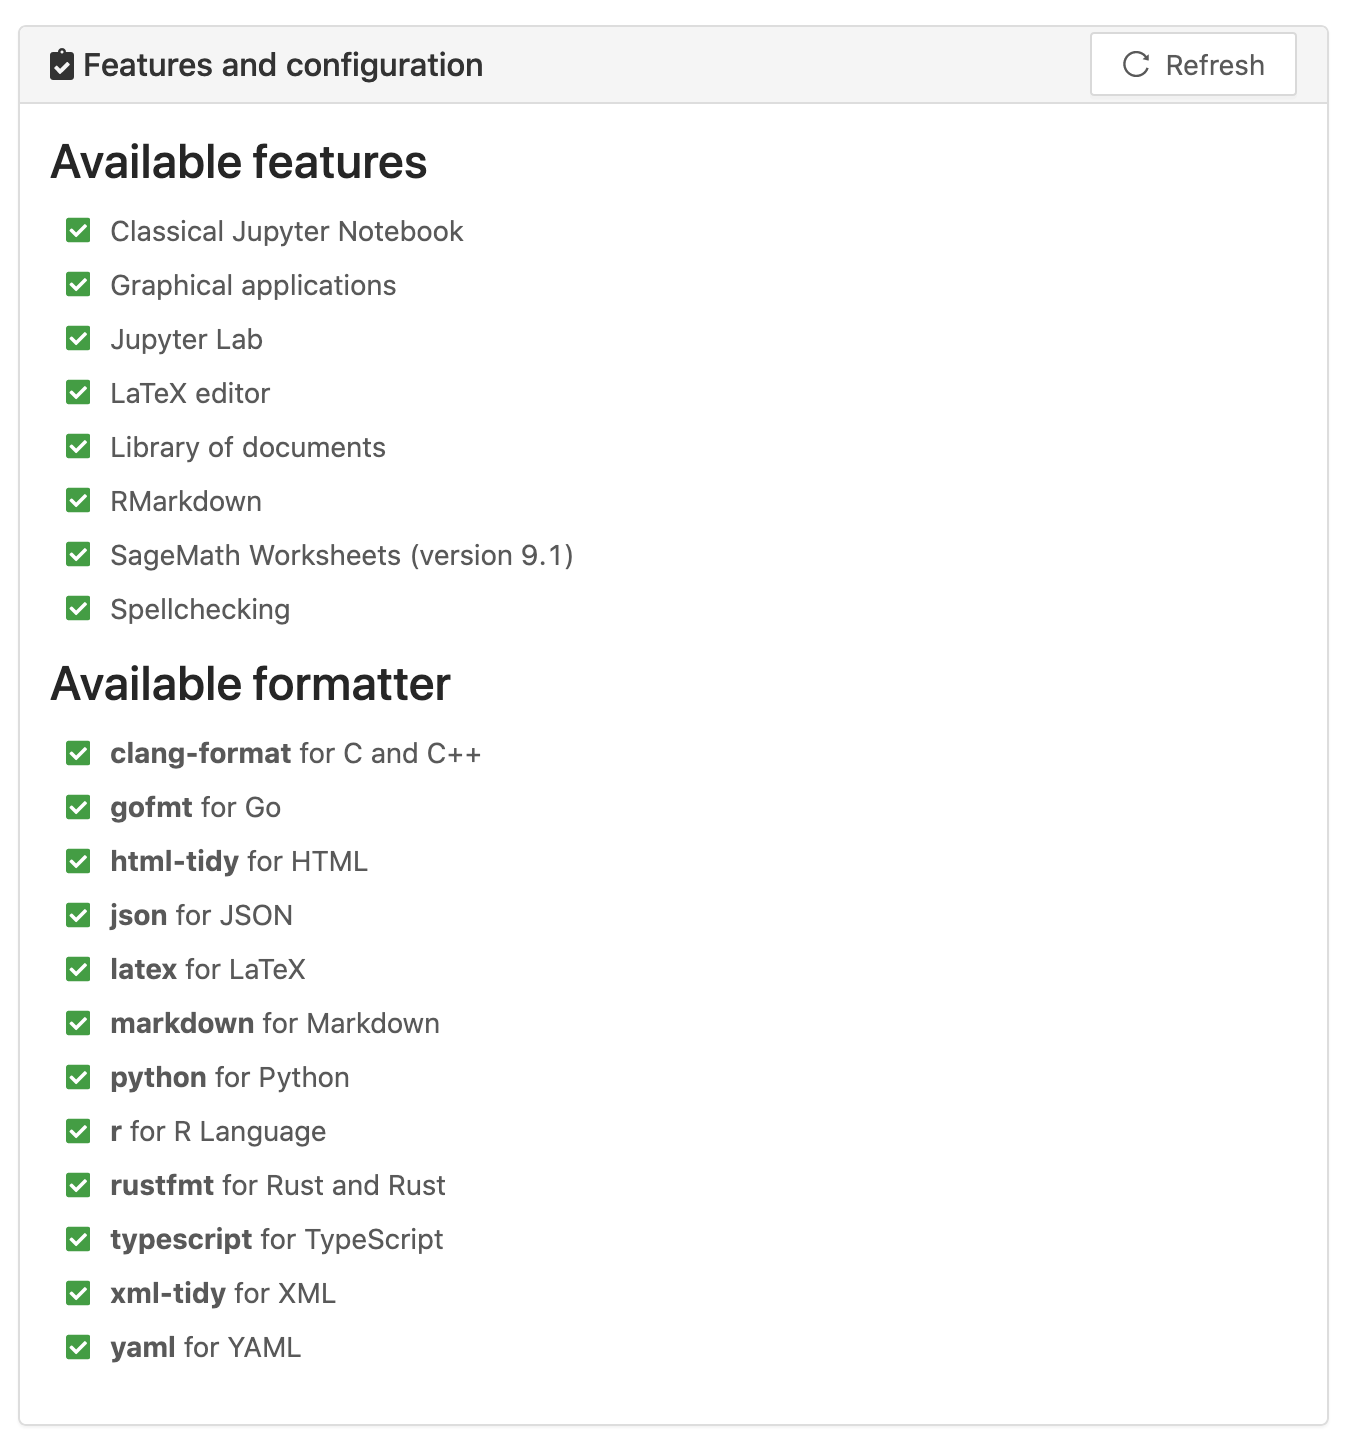 Features and configuration
Refresh
Available features
Classical Jupyter Notebook
Graphical applications
Jupyter Lab
LaTeX editor
Library of documents
RMarkdown
SageMath Worksheets (version 9.1)
Spellchecking
Available formatter
clang-format for C and C++
gofmt for Go
html-tidy for HTML
json for JSON
latex for LaTeX
markdown for Markdown
python for Python
r for R Language
rustfmt for Rust and Rust
typescript for TypeScript
xml-tidy for XML
yaml for YAML